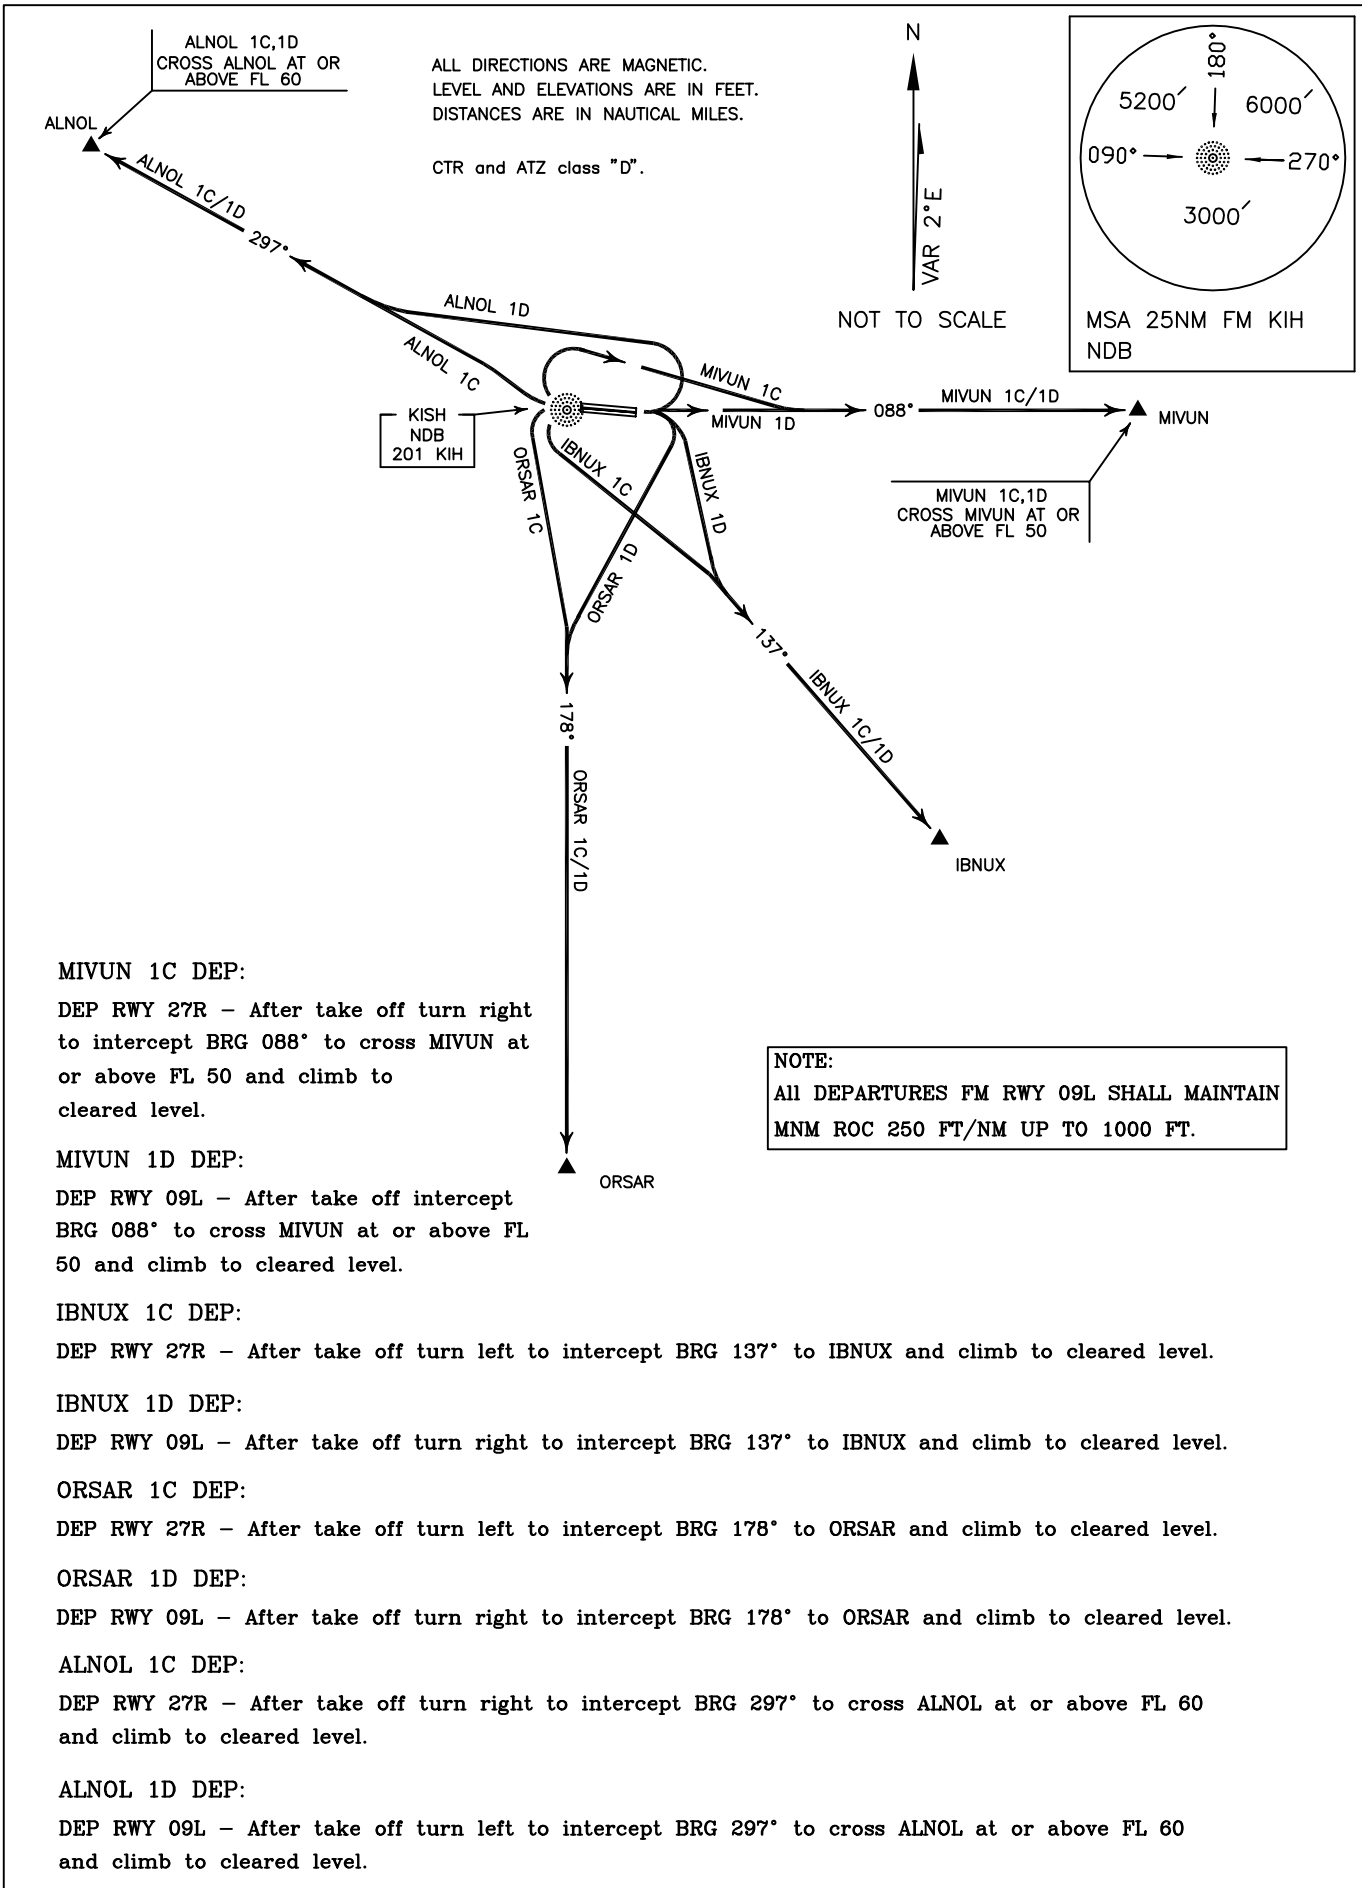 ALNOL 1C,1D
CROSS ALNOL AT OR
ABOVE FL 60
ALNOL
ALL DIRECTIONS ARE MAGNETIC.
LEVEL AND ELEVATIONS ARE IN FEET.
DISTANCES ARE IN NAUTICAL MILES.
CTR and ATZ class "D".
N
VAR 2°E
NOT TO SCALE
180°
5200′
6000′
090°
270°
3000′
MSA 25NM FM KIH
NDB
ALNOL 1C/1D
297°
ALNOL 1D
ALNOL 1C
MIVUN 1C
MIVUN 1D
088°
MIVUN 1C/1D
MIVUN
KISH
NDB
201 KIH
ORSAR 1C
IBNUX 1C
IBNUX 1D
ORSAR 1D
MIVUN 1C,1D
CROSS MIVUN AT OR
ABOVE FL 50
137°
IBNUX 1C/1D
178°
ORSAR 1C/1D
IBNUX
ORSAR
MIVUN 1C DEP:
DEP RWY 27R – After take off turn right
to intercept BRG 088° to cross MIVUN at
or above FL 50 and climb to
cleared level.
NOTE:
All DEPARTURES FM RWY 09L SHALL MAINTAIN
MNM ROC 250 FT/NM UP TO 1000 FT.
MIVUN 1D DEP:
DEP RWY 09L – After take off intercept
BRG 088° to cross MIVUN at or above FL
50 and climb to cleared level.
IBNUX 1C DEP:
DEP RWY 27R – After take off turn left to intercept BRG 137° to IBNUX and climb to cleared level.
IBNUX 1D DEP:
DEP RWY 09L – After take off turn right to intercept BRG 137° to IBNUX and climb to cleared level.
ORSAR 1C DEP:
DEP RWY 27R – After take off turn left to intercept BRG 178° to ORSAR and climb to cleared level.
ORSAR 1D DEP:
DEP RWY 09L – After take off turn right to intercept BRG 178° to ORSAR and climb to cleared level.
ALNOL 1C DEP:
DEP RWY 27R – After take off turn right to intercept BRG 297° to cross ALNOL at or above FL 60
and climb to cleared level.
ALNOL 1D DEP:
DEP RWY 09L – After take off turn left to intercept BRG 297° to cross ALNOL at or above FL 60
and climb to cleared level.